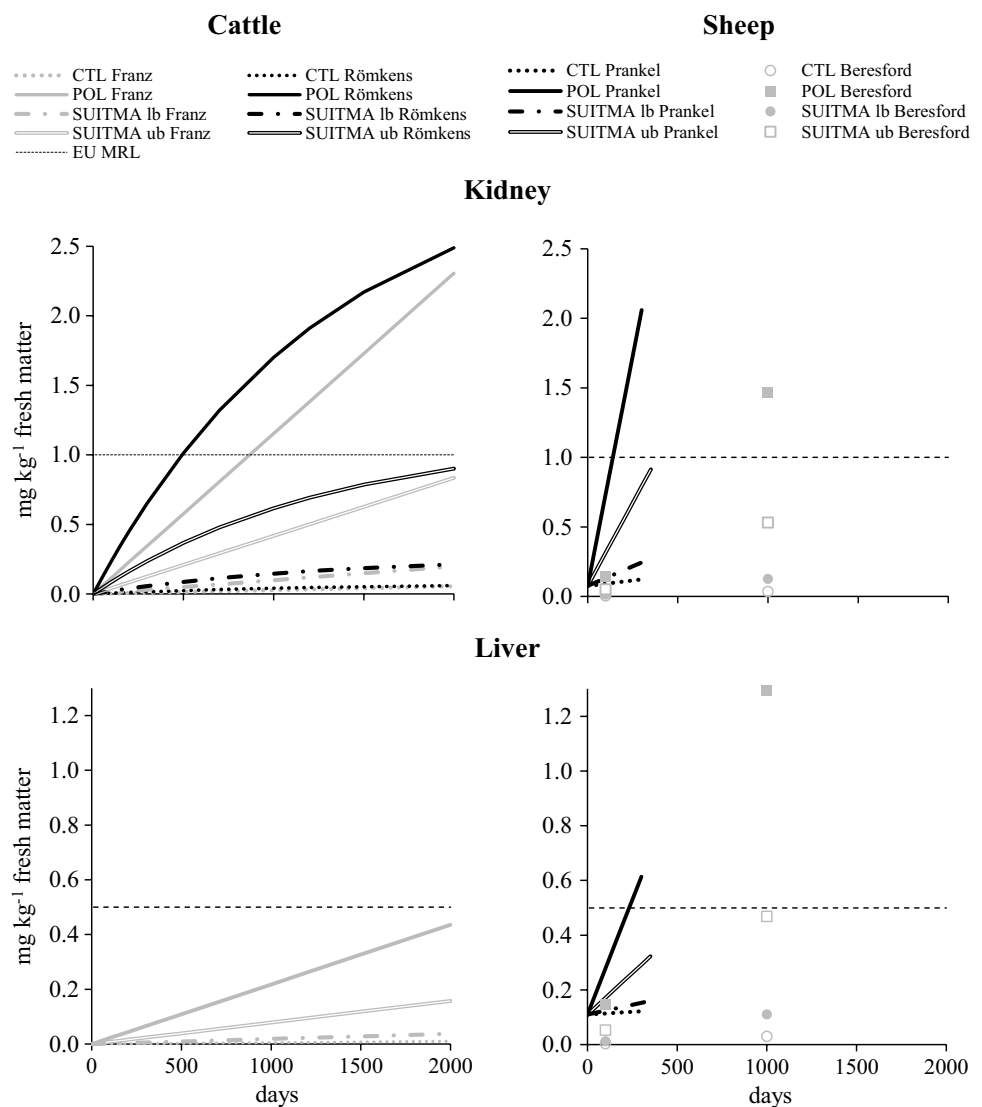 Cattle
Sheep
CTL Franz
POL Franz
SUITMA lb Franz
SUITMA ub Franz
EU MRL
CTL Römkens
POL Römkens
SUITMA lb Römkens
SUITMA ub Römkens
CTL Prankel
POL Prankel
SUITMA lb Prankel
SUITMA ub Prankel
CTL Beresford
POL Beresford
SUITMA lb Beresford
SUITMA ub Beresford
Kidney
mg kg⁻¹ fresh matter
2.5
2.0
1.5
1.0
0.5
0.0
2.5
2.0
1.5
1.0
0.5
0.0
Liver
mg kg⁻¹ fresh matter
1.2
1.0
0.8
0.6
0.4
0.2
0.0
0 500 1000 1500 2000
days
1.2
1.0
0.8
0.6
0.4
0.2
0.0
0 500 1000 1500 2000
days